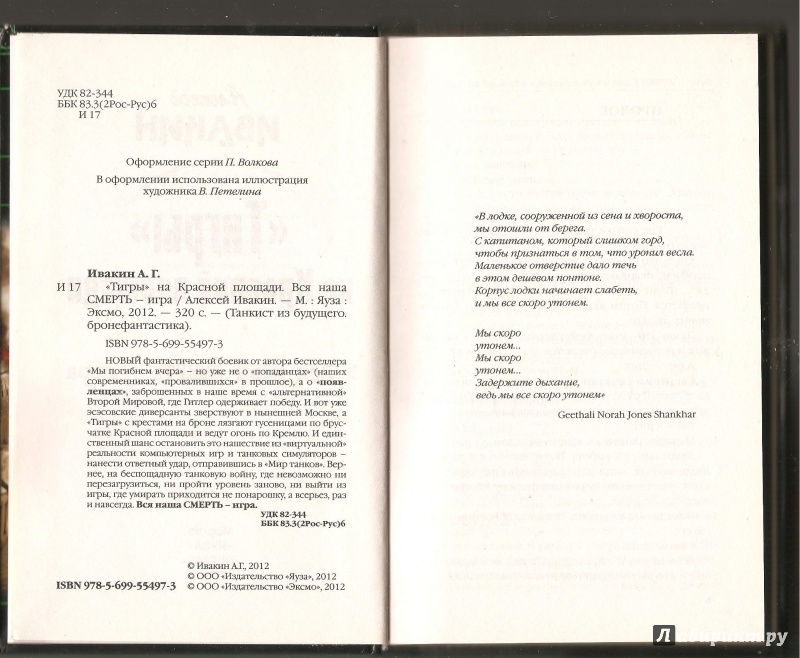 УДК 82-344
ББК 83.3(2Рос-Рус)6
И 17
Оформление серии П. Волкова
В оформлении использована иллюстрация
художника В. Петелина
Ивакин А. Г.
И 17 «Тигры» на Красной площади. Вся наша
СМЕРТЬ – игра / Алексей Ивакин. — М. : Яуза :
Эксмо, 2012. — 320 с. — (Танкист из будущего.
бронефантастика).
ISBN 978-5-699-55497-3
НОВЫЙ фантастический боевик от автора бестселлера
«Мы погибнем вчера» – но уже не о «попаданцах» (наших
современниках, «провалившихся» в прошлое), а о «появ-
ленцах», заброшенных в наше время с «альтернативной»
Второй Мировой, где Гитлер одерживает победу. И вот уже
эсэсовские диверсанты зверствуют в нынешней Москве, а
«Тигры» с крестами на броне лязгают гусеницами по брус-
чатке Красной площади и ведут огонь по Кремлю. И един-
ственный шанс остановить это нашествие из «виртуальной»
реальности компьютерных игр и танковых симуляторов –
нанести ответный удар, отправившись в «Мир танков». Вер-
нее, на беспощадную танковую войну, где невозможно ни
перезагрузиться, ни пройти уровень заново, ни выйти из
игры, где умирать приходится не понарошку, а всерьез, раз
и навсегда. Вся наша СМЕРТЬ – игра.
УДК 82-344
ББК 83.3(2Рос-Рус)6
© Ивакин А.Г., 2012
© ООО «Издательство «Яуза», 2012
ISBN 978-5-699-55497-3 © ООО «Издательство «Эксмо», 2012
«В лодке, сооруженной из сена и хвороста,
мы отошли от берега.
С капитаном, который слишком горд,
чтобы признаться в том, что уронил весла.
Маленькое отверстие дало течь
в этом дешевом понтоне.
Корпус лодки начинает слабеть,
и мы все скоро утонем.
Мы скоро
утонем...
Мы скоро
утонем...
Задержите дыхание,
ведь мы все скоро утонем»
Geethali Norah Jones Shankhar